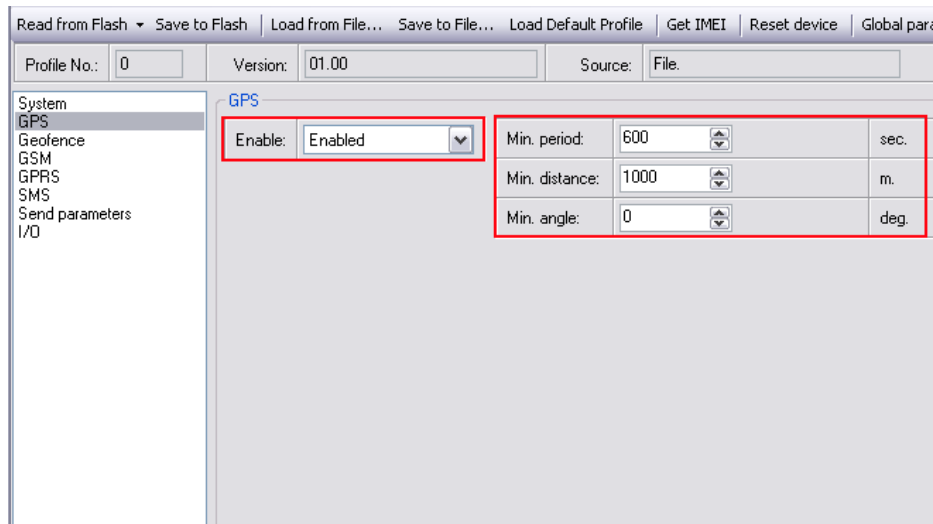 Read from Flash Save to Flash Load from File... Save to File... Load Default Profile Get IMEI Reset device Global
Profile No.: 0 Version: 01.00 Source: File.
System
GPS
Geofence
GSM
GPRS
SMS
Send parameters
I/O
GPS
Enable: Enabled
Min. period: 600 sec.
Min. distance: 1000 m.
Min. angle: 0 deg.